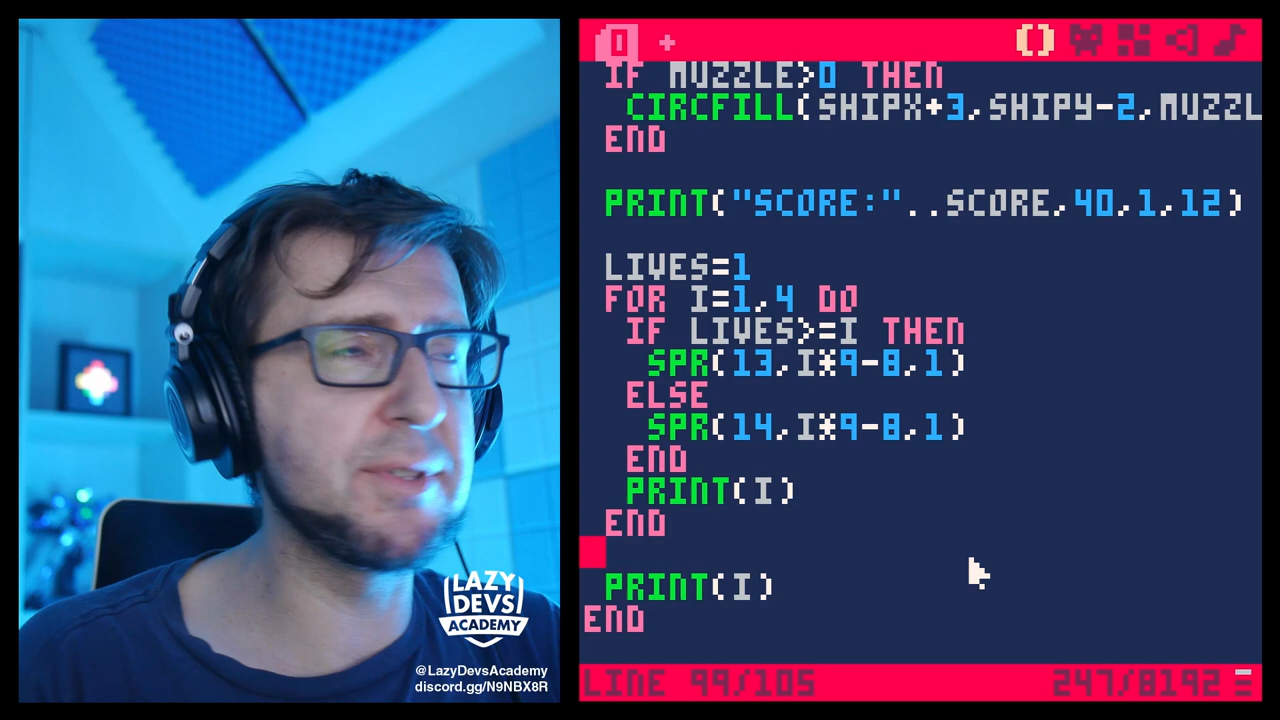 IF MUZZLE>0 THEN
CIRCFILL(SHIPX+3,SHIPY-2,MUZZL
END
PRINT("SCORE:"..SCORE,40,1,12)
LIVES=1
FOR I=1,4 DO
IF LIVES>=I THEN
SPR(13,I*9-8,1)
ELSE
SPR(14,I*9-8,1)
END
PRINT(I)
END
PRINT(I)
END
LINE 99/105 247/8192
LAZY
DEVS
ACADEMY
@LazyDevsAcademy
discord.gg/N9NBX8R